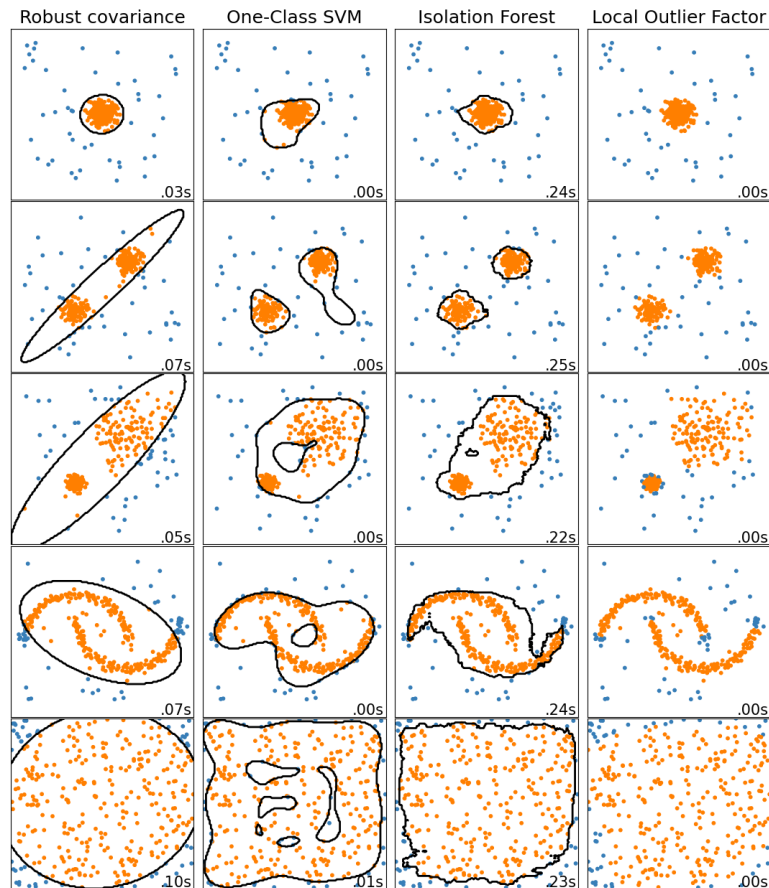 Robust covariance One-Class SVM Isolation Forest Local Outlier Factor
.03s .00s .24s .00s
.07s .00s .25s .00s
.05s .00s .22s .00s
.07s .00s .24s .00s
.10s .01s .23s .00s